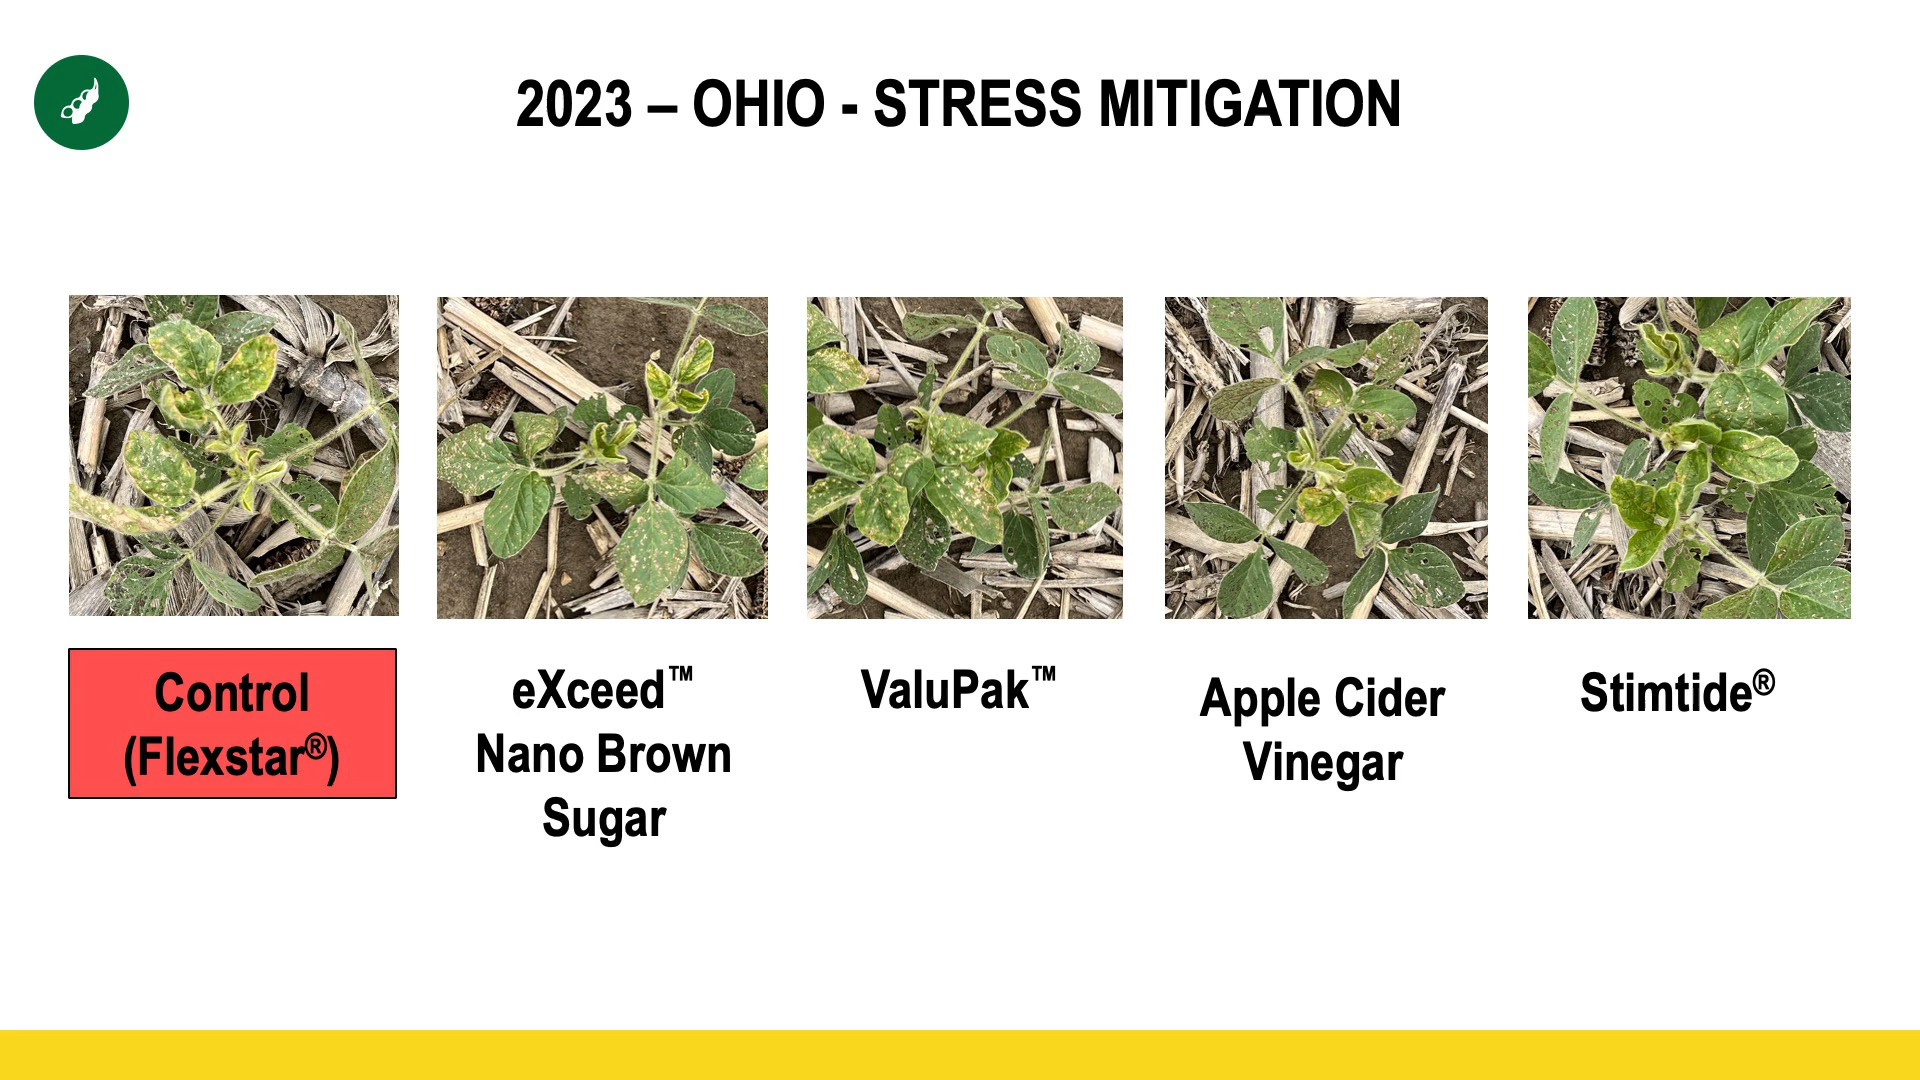 2023 – OHIO - STRESS MITIGATION
Control
(Flexstar®)
eXceed™
Nano Brown
Sugar
ValuPak™
Apple Cider
Vinegar
Stimtide®